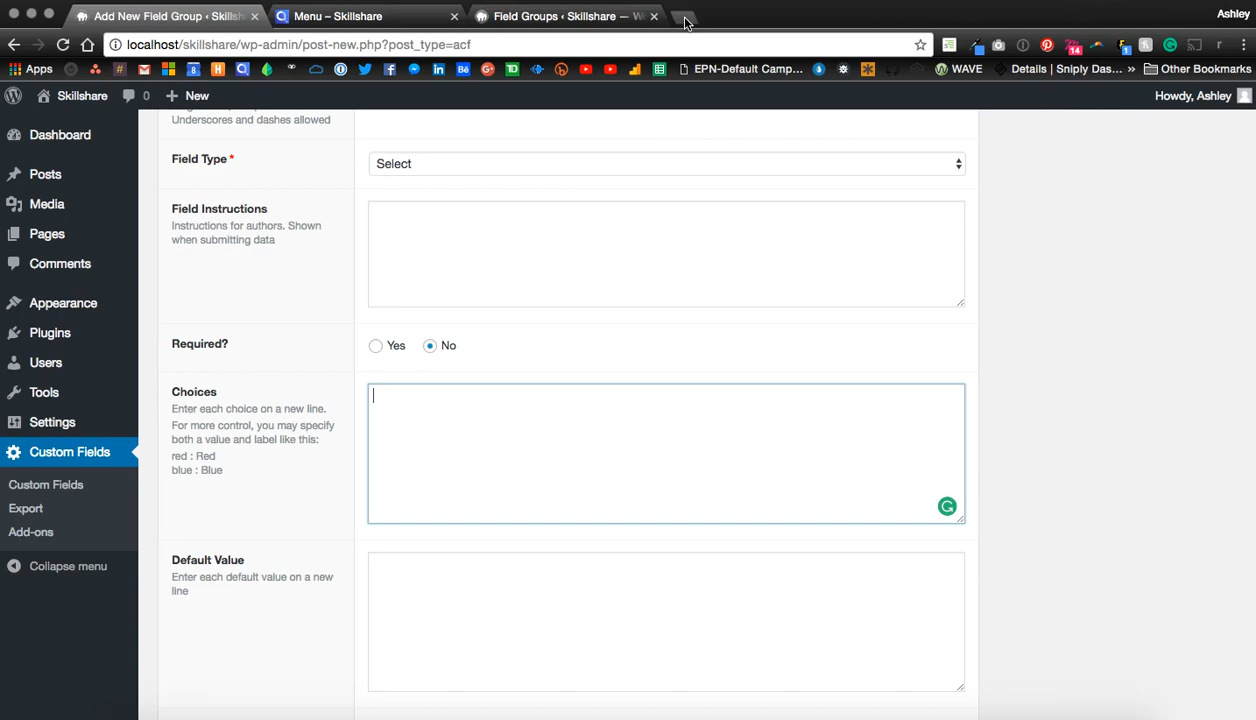 Add New Field Group ‹ Skillsh
Menu – Skillshare
Field Groups ‹ Skillshare — W
Ashley
localhost/skillshare/wp-admin/post-new.php?post_type=acf
14
1
Apps
EPN-Default Camp...
WAVE
Details | Sniply Das...
»
Other Bookmarks
Skillshare
0
New
Howdy, Ashley
Dashboard
Posts
Media
Pages
Comments
Appearance
Plugins
Users
Tools
Settings
Custom Fields
Custom Fields
Export
Add-ons
Collapse menu
Underscores and dashes allowed
Field Type *
Select
Field Instructions
Instructions for authors. Shown
when submitting data
Required?
Yes
No
Choices
Enter each choice on a new line.
For more control, you may specify
both a value and label like this:
red : Red
blue : Blue
Default Value
Enter each default value on a new
line